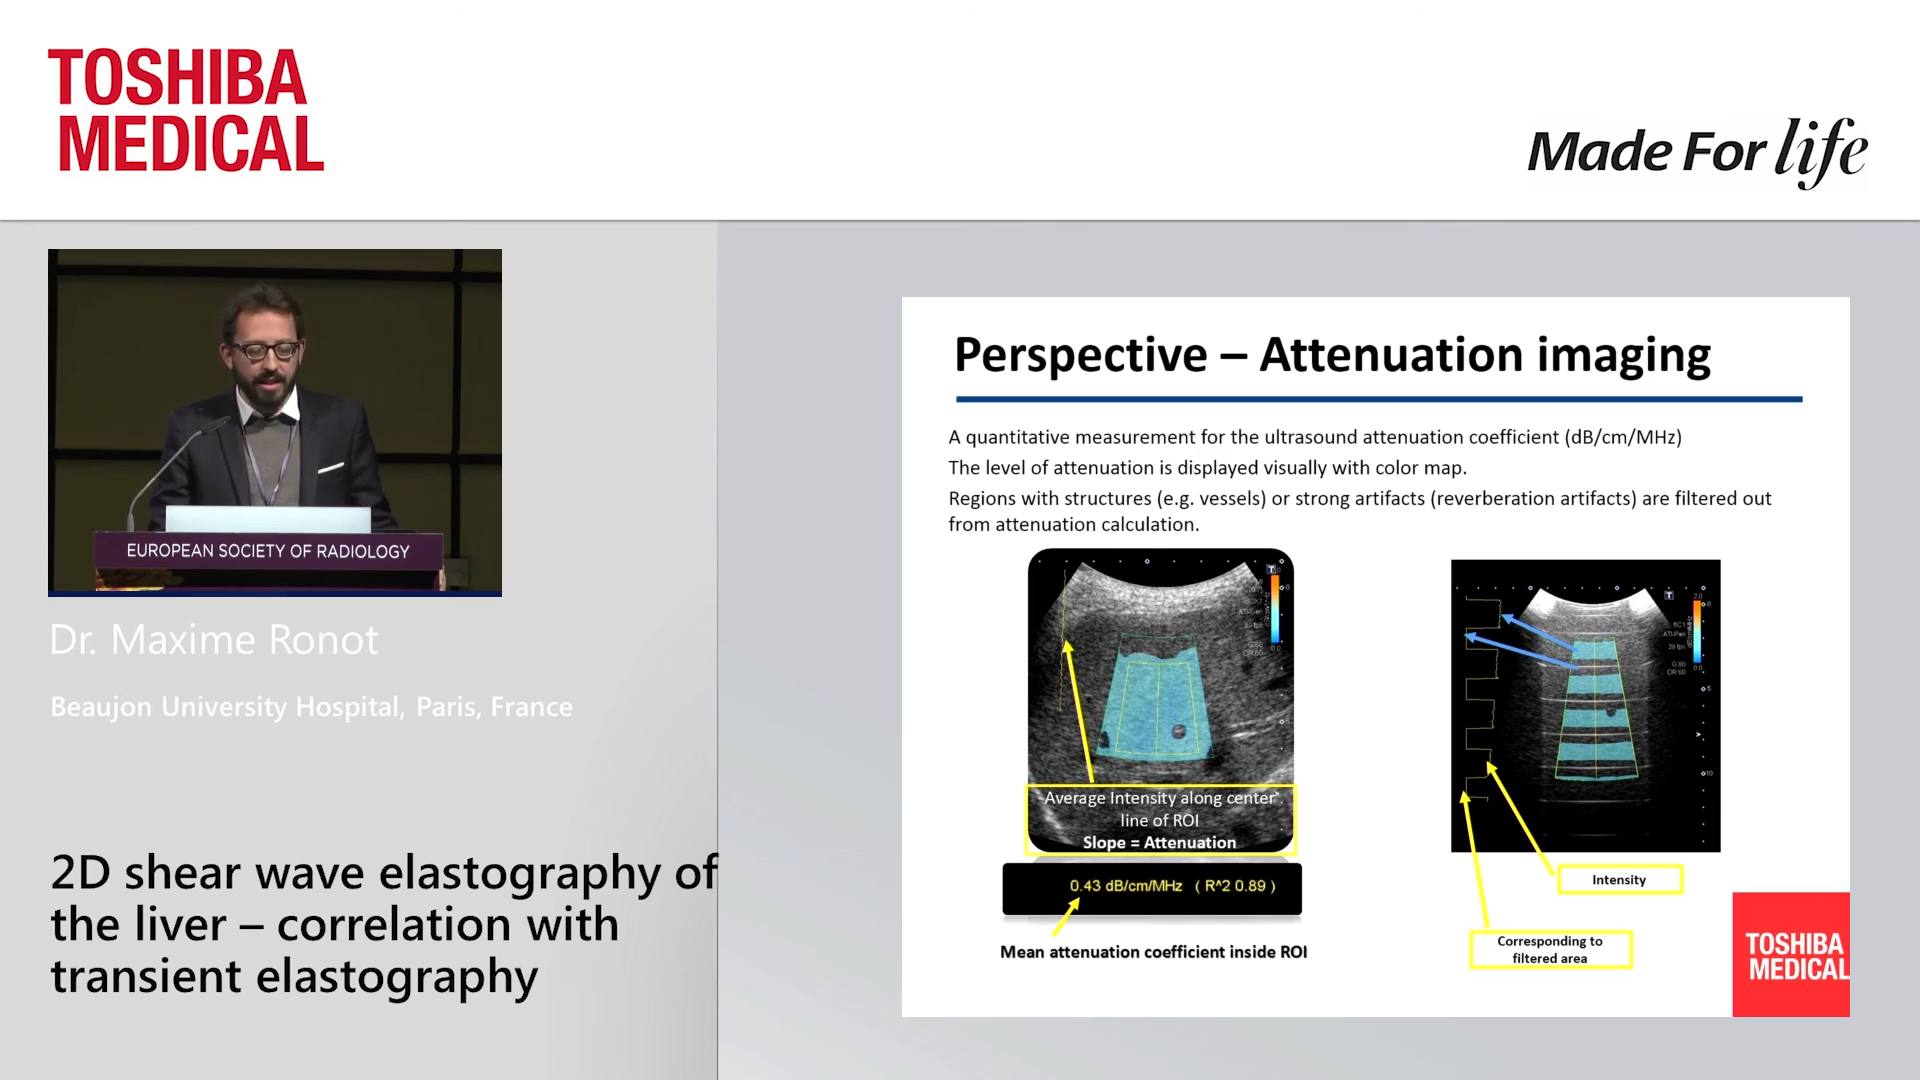 TOSHIBA
MEDICAL
Made For life
EUROPEAN SOCIETY OF RADIOLOGY
Dr. Maxime Ronot
Beaujon University Hospital, Paris, France
2D shear wave elastography of
the liver – correlation with
transient elastography
Perspective – Attenuation imaging
A quantitative measurement for the ultrasound attenuation coefficient (dB/cm/MHz)
The level of attenuation is displayed visually with color map.
Regions with structures (e.g. vessels) or strong artifacts (reverberation artifacts) are filtered out
from attenuation calculation.
Average Intensity along center
line of ROI
Slope = Attenuation
0.43 dB/cm/MHz ( R^2 0.89 )
Mean attenuation coefficient inside ROI
Intensity
Corresponding to
filtered area
TOSHIBA
MEDICAL